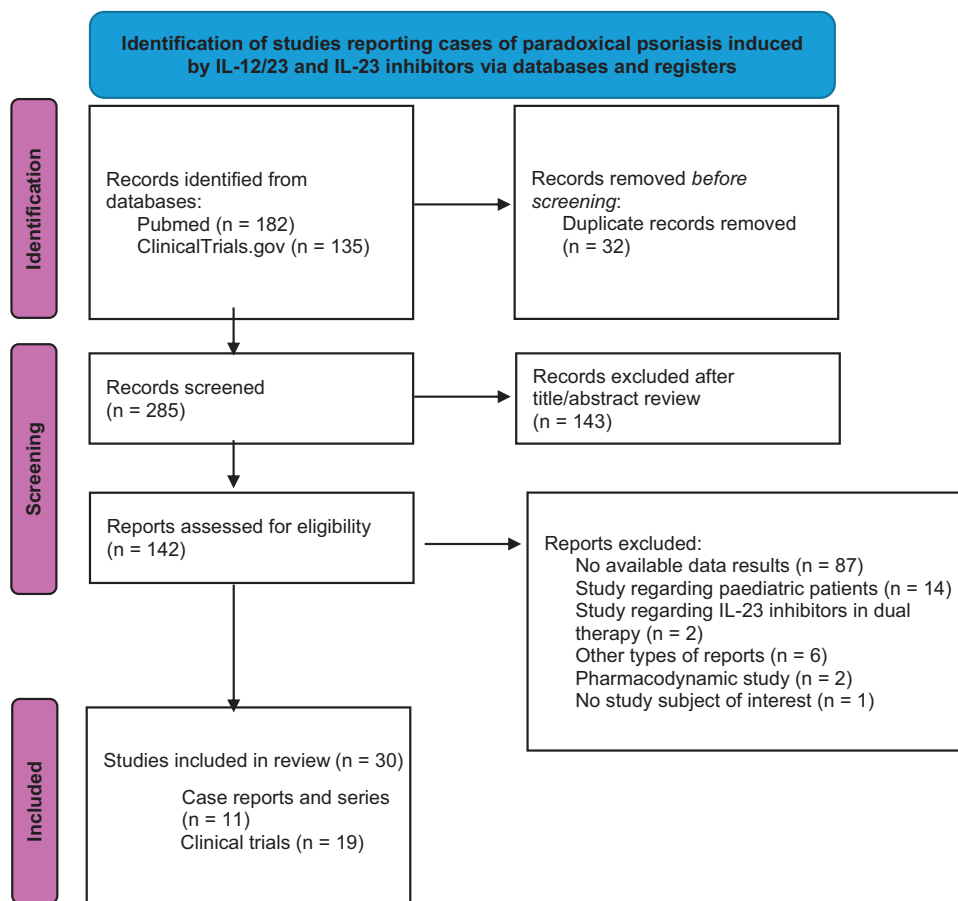 Identification of studies reporting cases of paradoxical psoriasis induced
by IL-12/23 and IL-23 inhibitors via databases and registers
Identification
Records identified from
databases:
Pubmed (n = 182)
ClinicalTrials.gov (n = 135)
Records removed before
screening:
Duplicate records removed
(n = 32)
Screening
Records screened
(n = 285)
Records excluded after
title/abstract review
(n = 143)
Reports assessed for eligibility
(n = 142)
Reports excluded:
No available data results (n = 87)
Study regarding paediatric patients (n = 14)
Study regarding IL-23 inhibitors in dual
therapy (n = 2)
Other types of reports (n = 6)
Pharmacodynamic study (n = 2)
No study subject of interest (n = 1)
Included
Studies included in review (n = 30)
Case reports and series
(n = 11)
Clinical trials (n = 19)